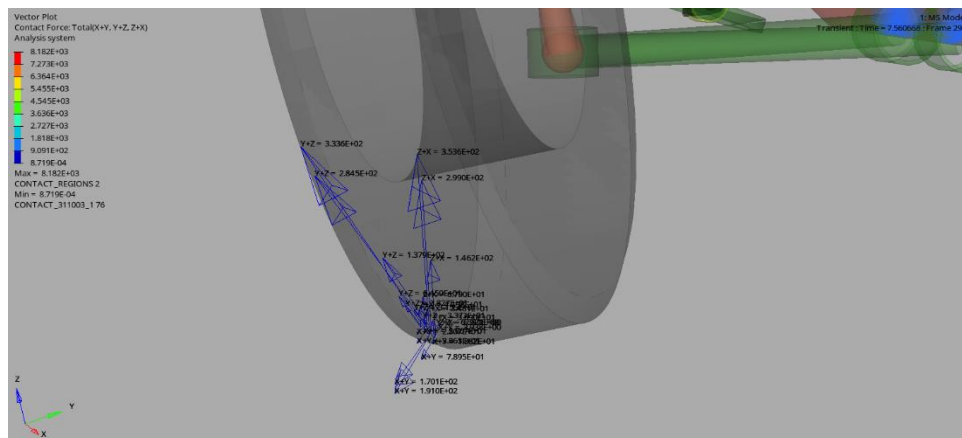 Vector Plot
Contact Force: Total(X+Y, Y+Z, Z+X)
Analysis system
8.182E+03
7.273E+03
6.364E+03
5.455E+03
4.545E+03
3.636E+03
2.727E+03
1.818E+03
9.091E+02
8.719E-04
Max = 8.182E+03
CONTACT_REGIONS 2
Min = 8.719E-04
CONTACT_311003_1 76
1: MS Mode
Transient : Time = 7.560666 : Frame 29
Y+Z = 3.336E+02
Z+X = 3.536E+02
Y+Z = 2.845E+02
Z+X = 2.990E+02
Y+Z = 1.379E+02
Z+X = 1.462E+02
X+Y = 7.895E+01
X+Y = 1.701E+02
X+Y = 1.910E+02
Z
Y
X